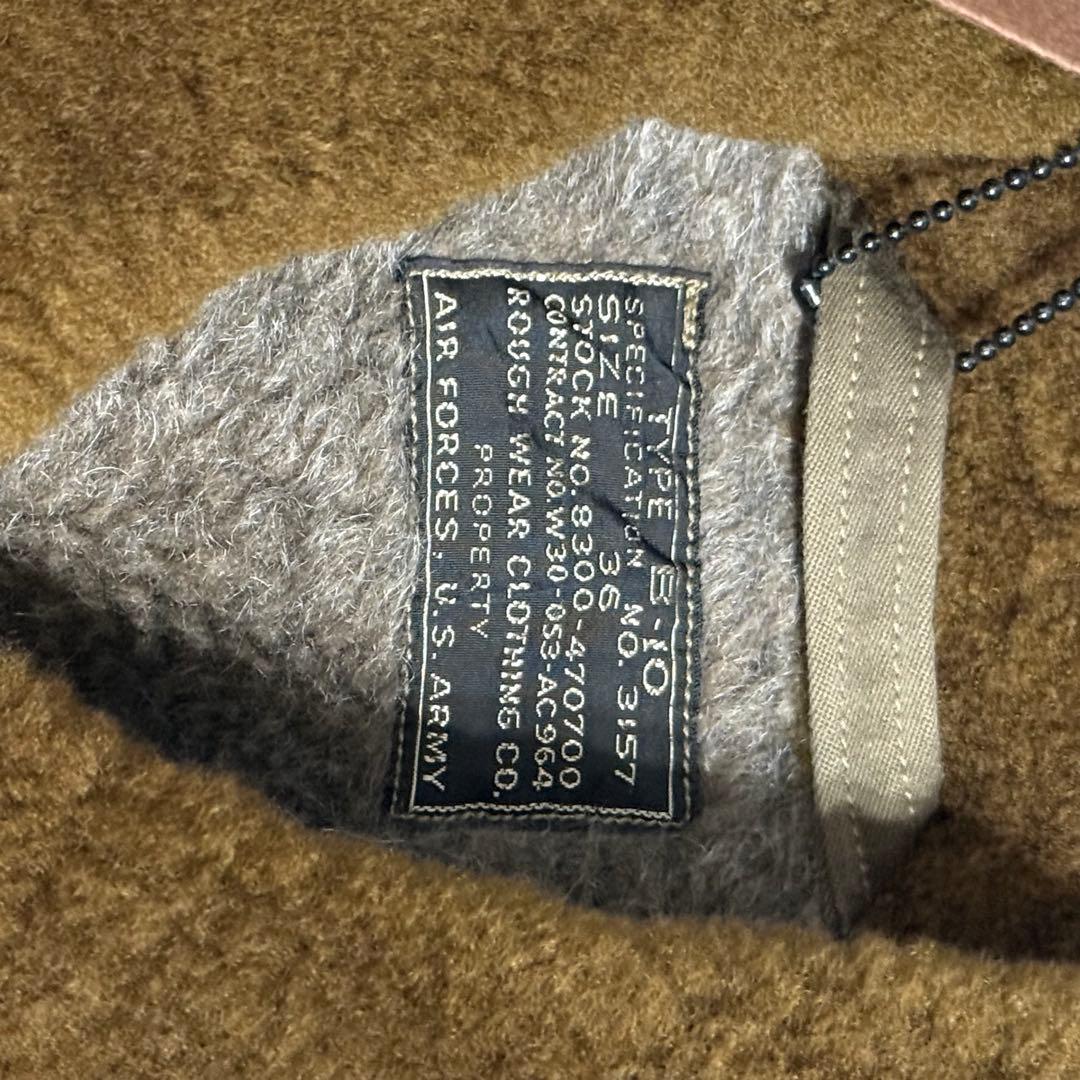 TYPE B-10
SPECIFICATION NO. 3157
SIZE 36
STOCK NO. 8300-470700
CONTRACT NO. W30-053-AC964
ROUGH WEAR CLOTHING CO.
PROPERTY
AIR FORCES, U.S. ARMY